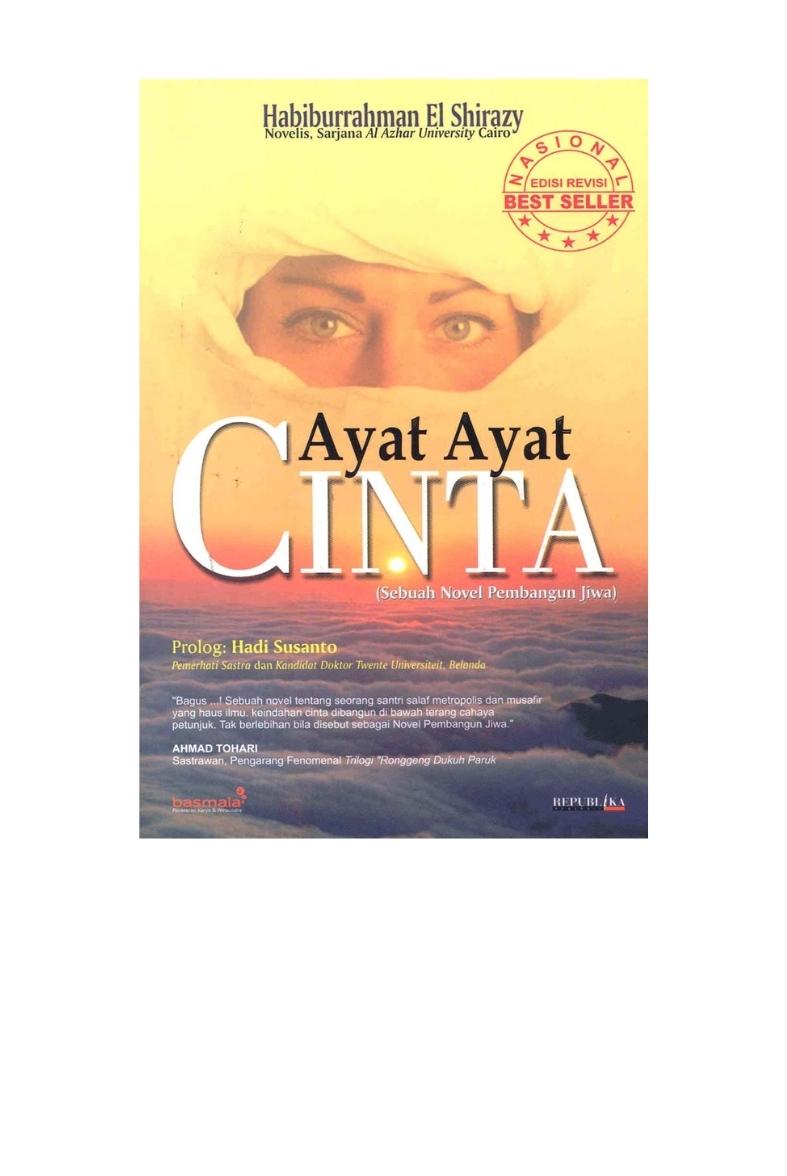 Habiburrahman El Shirazy
Novelis, Sarjana Al Azhar University Cairo
NASIONAL
EDISI REVISI
BEST SELLER
Ayat Ayat
CINTA
(Sebuah Novel Pembangun Jiwa)
Prolog: Hadi Susanto
Pemerhati Sastra dan Kandidat Doktor Twente Universiteit, Belanda
"Bagus ...! Sebuah novel tentang seorang santri salaf metropolis dan musafir
yang haus ilmu. keindahan cinta dibangun di bawah terang cahaya
petunjuk. Tak berlebihan bila disebut sebagai Novel Pembangun Jiwa."
AHMAD TOHARI
Sastrawan, Pengarang Fenomenal Trilogi "Ronggeng Dukuh Paruk
basmala
REPUBLIKA